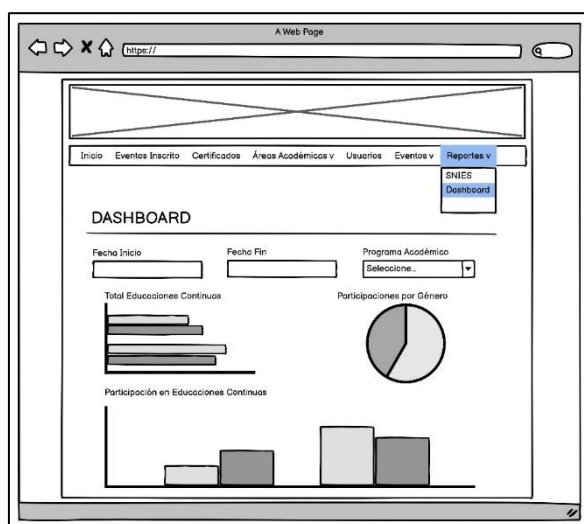 A Web Page
https://
Inicio Eventos Inscrito Certificados Áreas Académicas v Usuarios Eventos v Reportes v
SNIES
Dashboard
DASHBOARD
Fecha Inicio Fecha Fin Programa Académico
Seleccione...
Total Educaciones Continuas Participaciones por Género
Participación en Educaciones Continuas